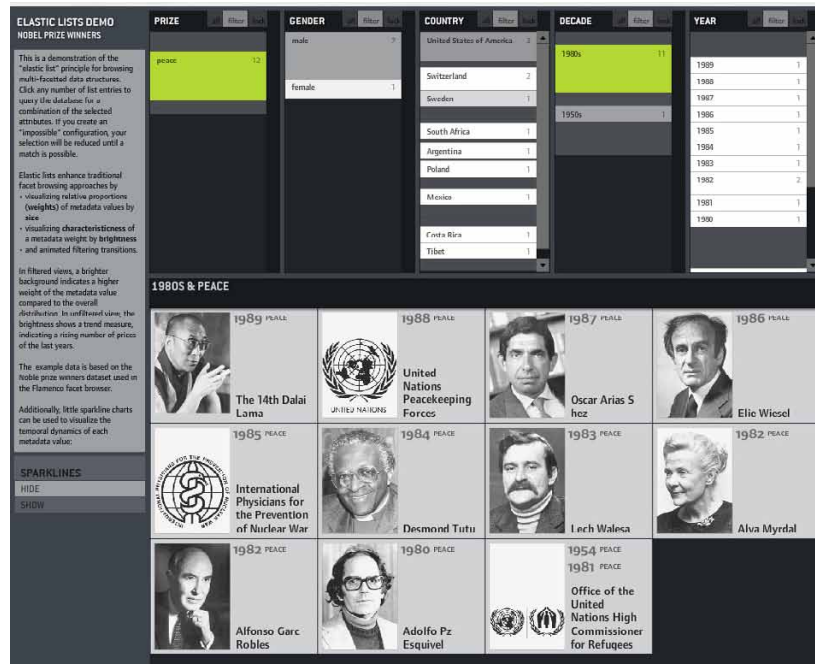 ELASTIC LISTS DEMO
NOBEL PRIZE WINNERS
This is a demonstration of the
"elastic list" principle for browsing
multi-facetted data structures.
Click any number of list entries to
query the database for a
combination of the selected
attributes. If you create an
"impossible" configuration, your
selection will be reduced until a
match is possible.
Elastic lists enhance traditional
facet browsing approaches by
• visualizing relative proportions
(weights) of metadata values by
size
• visualizing characteristicness of
a metadata weight by brightness
• and animated filtering transitions.
In filtered views, a brighter
background indicates a higher
weight of the metadata value
compared to the overall
distribution. In unfiltered view, the
brightness shows a trend measure,
indicating a rising number of prizes
of the last years.
The example data is based on the
Noble prize winners dataset used in
the Flamenco facet browser.
Additionally, little sparkline charts
can be used to visualize the
temporal dynamics of each
metadata value:
SPARKLINES
HIDE
SHOW
PRIZE all filter lock
peace 12
GENDER all filter lock
male 7
female 1
COUNTRY all filter lock
United States of America
Switzerland 2
Sweden 1
South Africa 1
Argentina 1
Poland 1
Mexico 1
Costa Rica 1
Tibet 1
DECADE all filter lock
1980s 11
1950s 1
YEAR all filter lock
1989 1
1988 1
1987 1
1986 1
1985 1
1984 1
1983 1
1982 2
1981 1
1980 1
1980S & PEACE
1989 PEACE
The 14th Dalai
Lama
1988 PEACE
UNITED NATIONS
United
Nations
Peacekeeping
Forces
1987 PEACE
Oscar Arias S
hez
1986 PEACE
Elie Wiesel
1985 PEACE
International
Physicians for
the Prevention
of Nuclear War
1984 PEACE
Desmond Tutu
1983 PEACE
Lech Walesa
1982 PEACE
Alva Myrdal
1982 PEACE
Alfonso Garc
Robles
1980 PEACE
Adolfo Pz
Esquivel
1954 PEACE
1981 PEACE
Office of the
United
Nations High
Commissioner
for Refugees